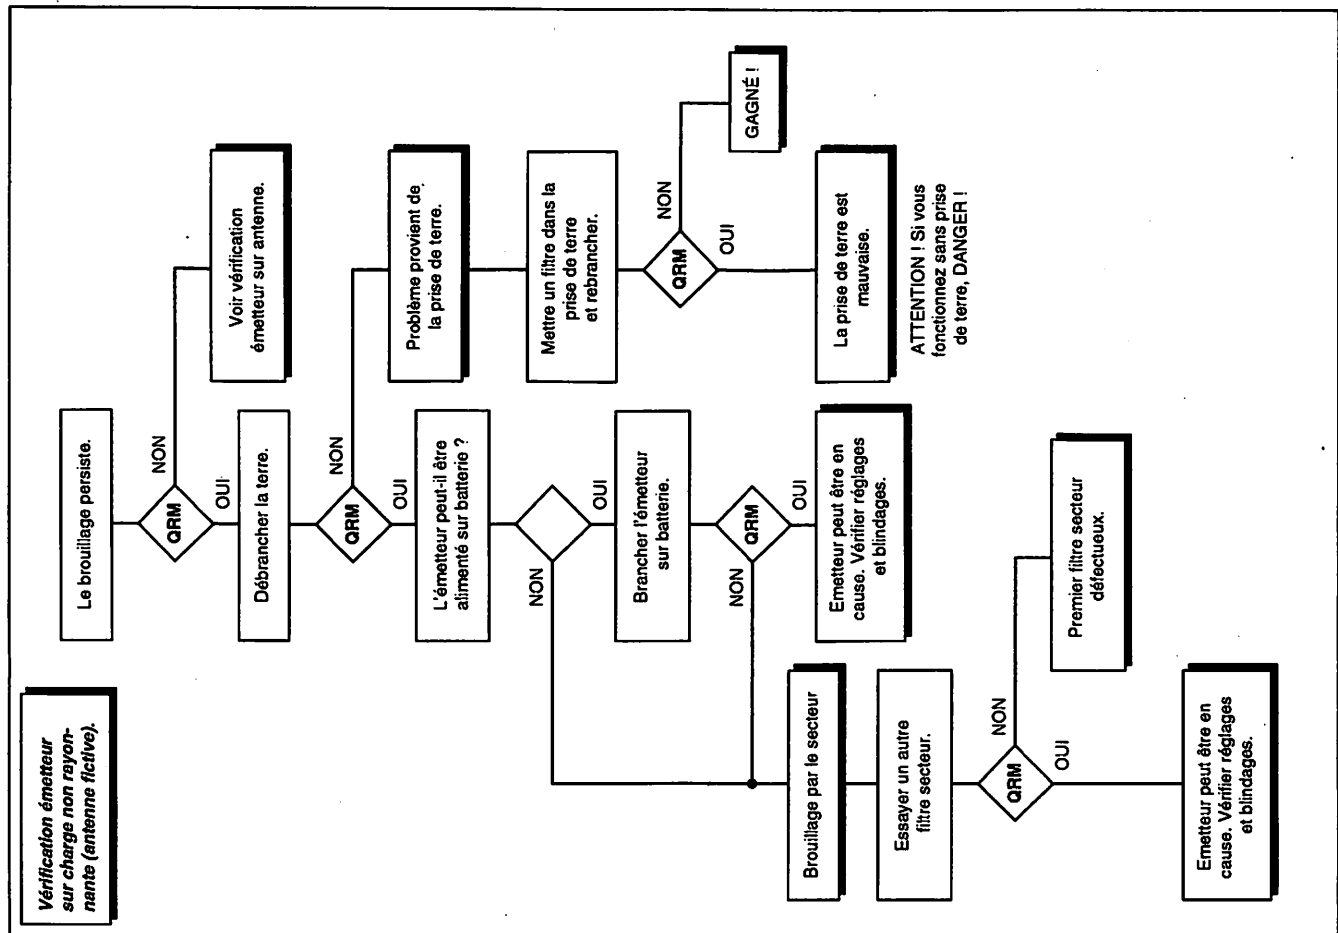 Vérification émetteur
sur charge non rayon-
nante (antenne fictive).
Le brouillage persiste.
QRM
NON
OUI
Voir vérification
émetteur sur antenne.
Débrancher la terre.
QRM
NON
OUI
Problème provient de
la prise de terre.
L'émetteur peut-il être
alimenté sur batterie ?
Mettre un filtre dans la
prise de terre
et rebrancher.
NON
OUI
QRM
NON
OUI
GAGNÉ !
Brancher l'émetteur
sur batterie.
QRM
NON
OUI
La prise de terre est
mauvaise.
ATTENTION ! Si vous
fonctionnez sans prise
de terre, DANGER !
Emetteur peut être en
cause. Vérifier réglages
et blindages.
Brouillage par le secteur
Essayer un autre
filtre secteur.
QRM
NON
OUI
Premier filtre secteur
défectueux.
Emetteur peut être en
cause. Vérifier réglages
et blindages.